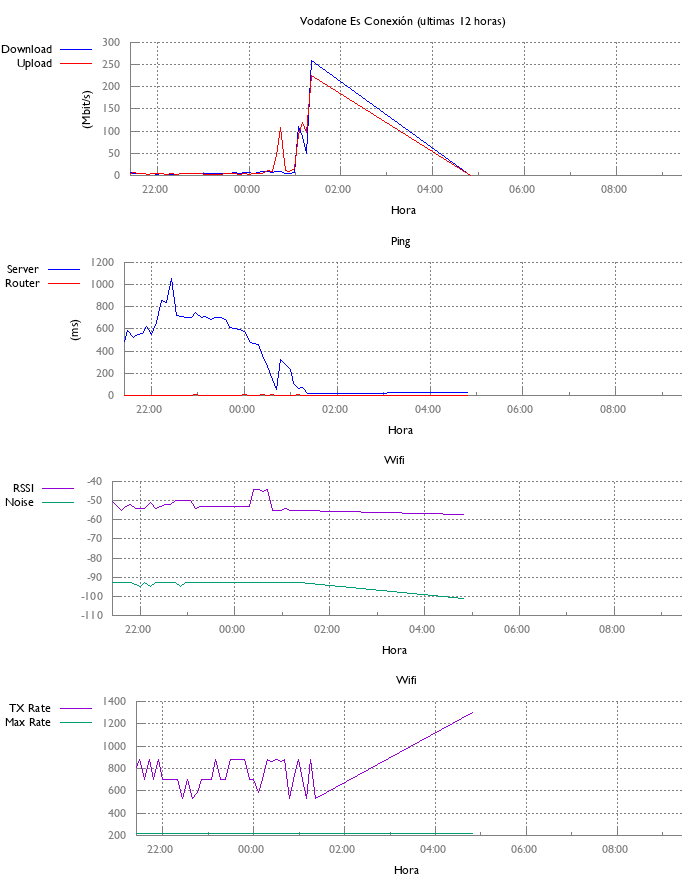 Vodafone Es Conexión (ultimas 12 horas)
Download
Upload
(Mbit/s)
300
250
200
150
100
50
0
22:00 00:00 02:00 04:00 06:00 08:00
Hora
Ping
Server
Router
(ms)
1200
1000
800
600
400
200
0
22:00 00:00 02:00 04:00 06:00 08:00
Hora
Wifi
RSSI
Noise
-40
-50
-60
-70
-80
-90
-100
-110
22:00 00:00 02:00 04:00 06:00 08:00
Hora
Wifi
TX Rate
Max Rate
1400
1200
1000
800
600
400
200
22:00 00:00 02:00 04:00 06:00 08:00
Hora